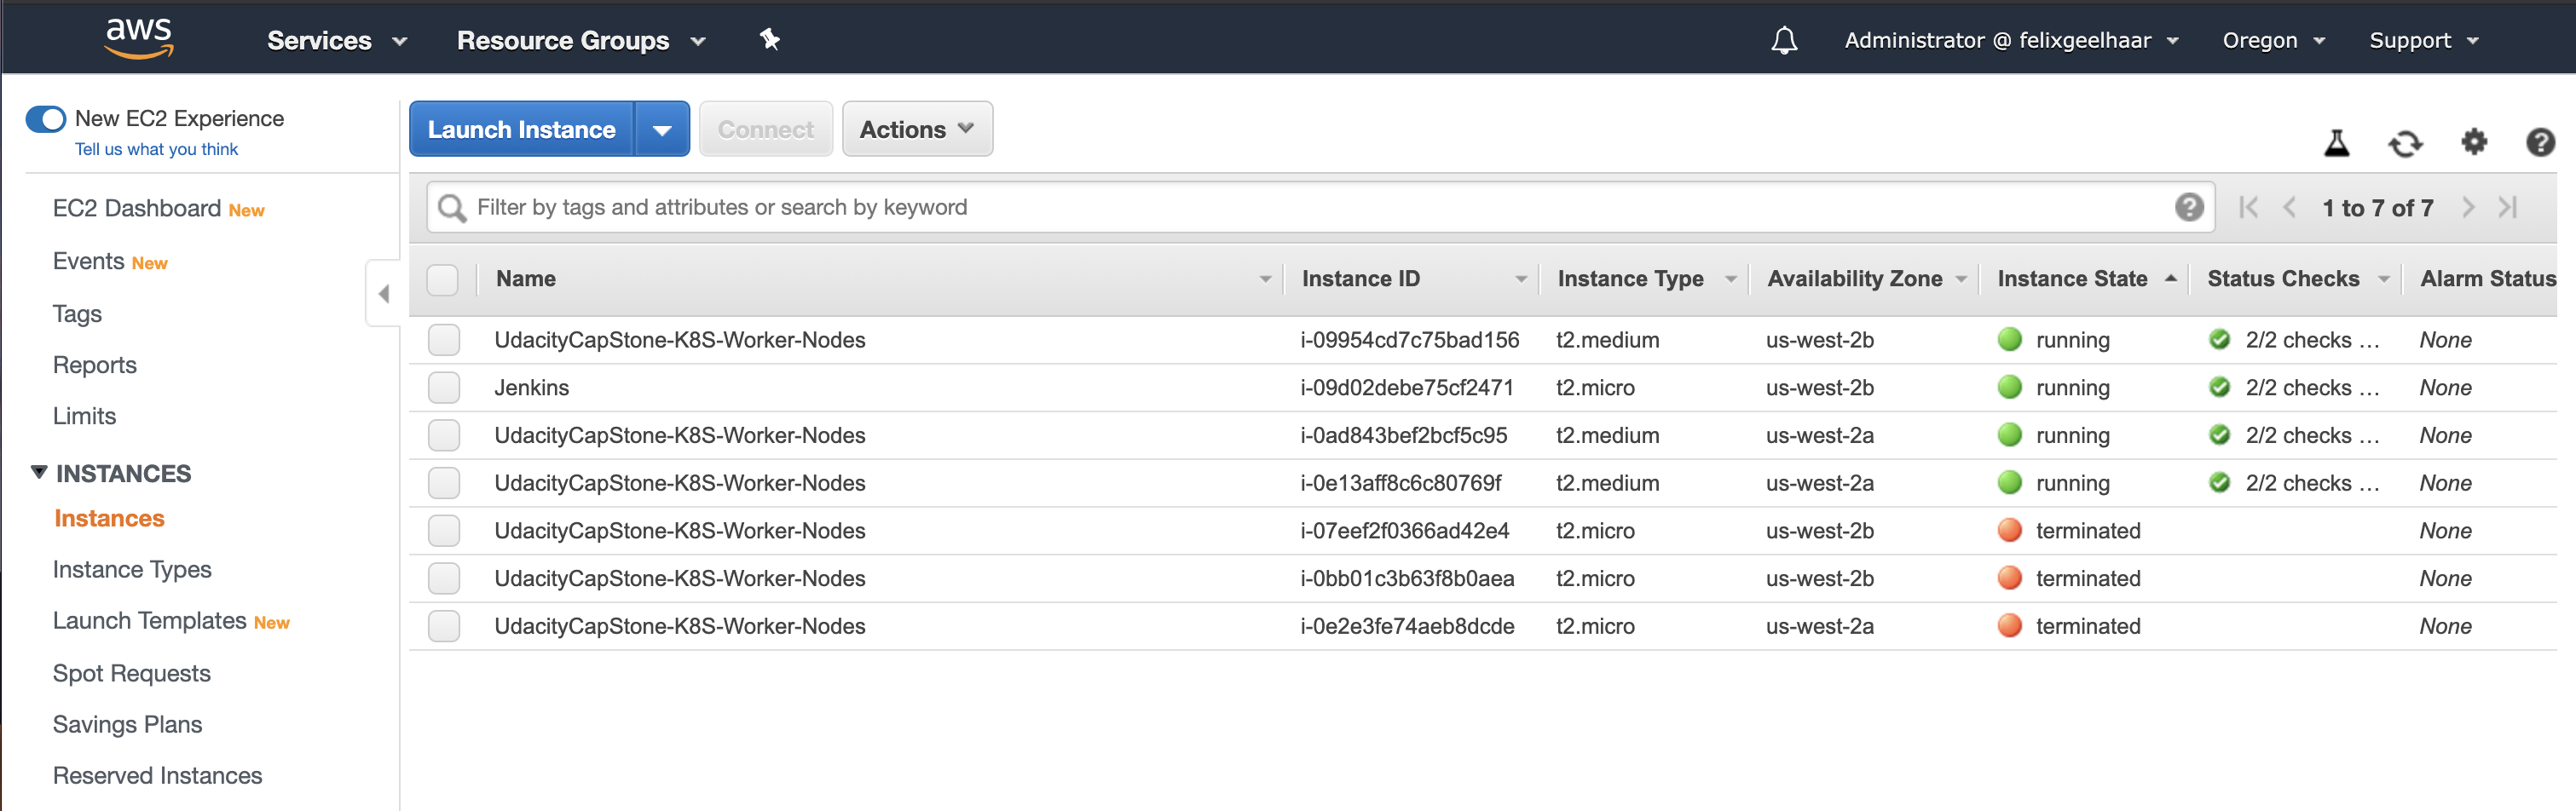 aws Services Resource Groups Administrator @ felixgeelhaar Oregon Support
New EC2 Experience
Tell us what you think
EC2 Dashboard New
Events New
Tags
Reports
Limits
INSTANCES
Instances
Instance Types
Launch Templates New
Spot Requests
Savings Plans
Reserved Instances
Launch Instance Connect Actions
Filter by tags and attributes or search by keyword 1 to 7 of 7
Name Instance ID Instance Type Availability Zone Instance State Status Checks Alarm Status
UdacityCapStone-K8S-Worker-Nodes i-09954cd7c75bad156 t2.medium us-west-2b running 2/2 checks ... None
Jenkins i-09d02debe75cf2471 t2.micro us-west-2b running 2/2 checks ... None
UdacityCapStone-K8S-Worker-Nodes i-0ad843bef2bcf5c95 t2.medium us-west-2a running 2/2 checks ... None
UdacityCapStone-K8S-Worker-Nodes i-0e13aff8c6c80769f t2.medium us-west-2a running 2/2 checks ... None
UdacityCapStone-K8S-Worker-Nodes i-07eef2f0366ad42e4 t2.micro us-west-2b terminated None
UdacityCapStone-K8S-Worker-Nodes i-0bb01c3b63f8b0aea t2.micro us-west-2b terminated None
UdacityCapStone-K8S-Worker-Nodes i-0e2e3fe74aeb8dcde t2.micro us-west-2a terminated None